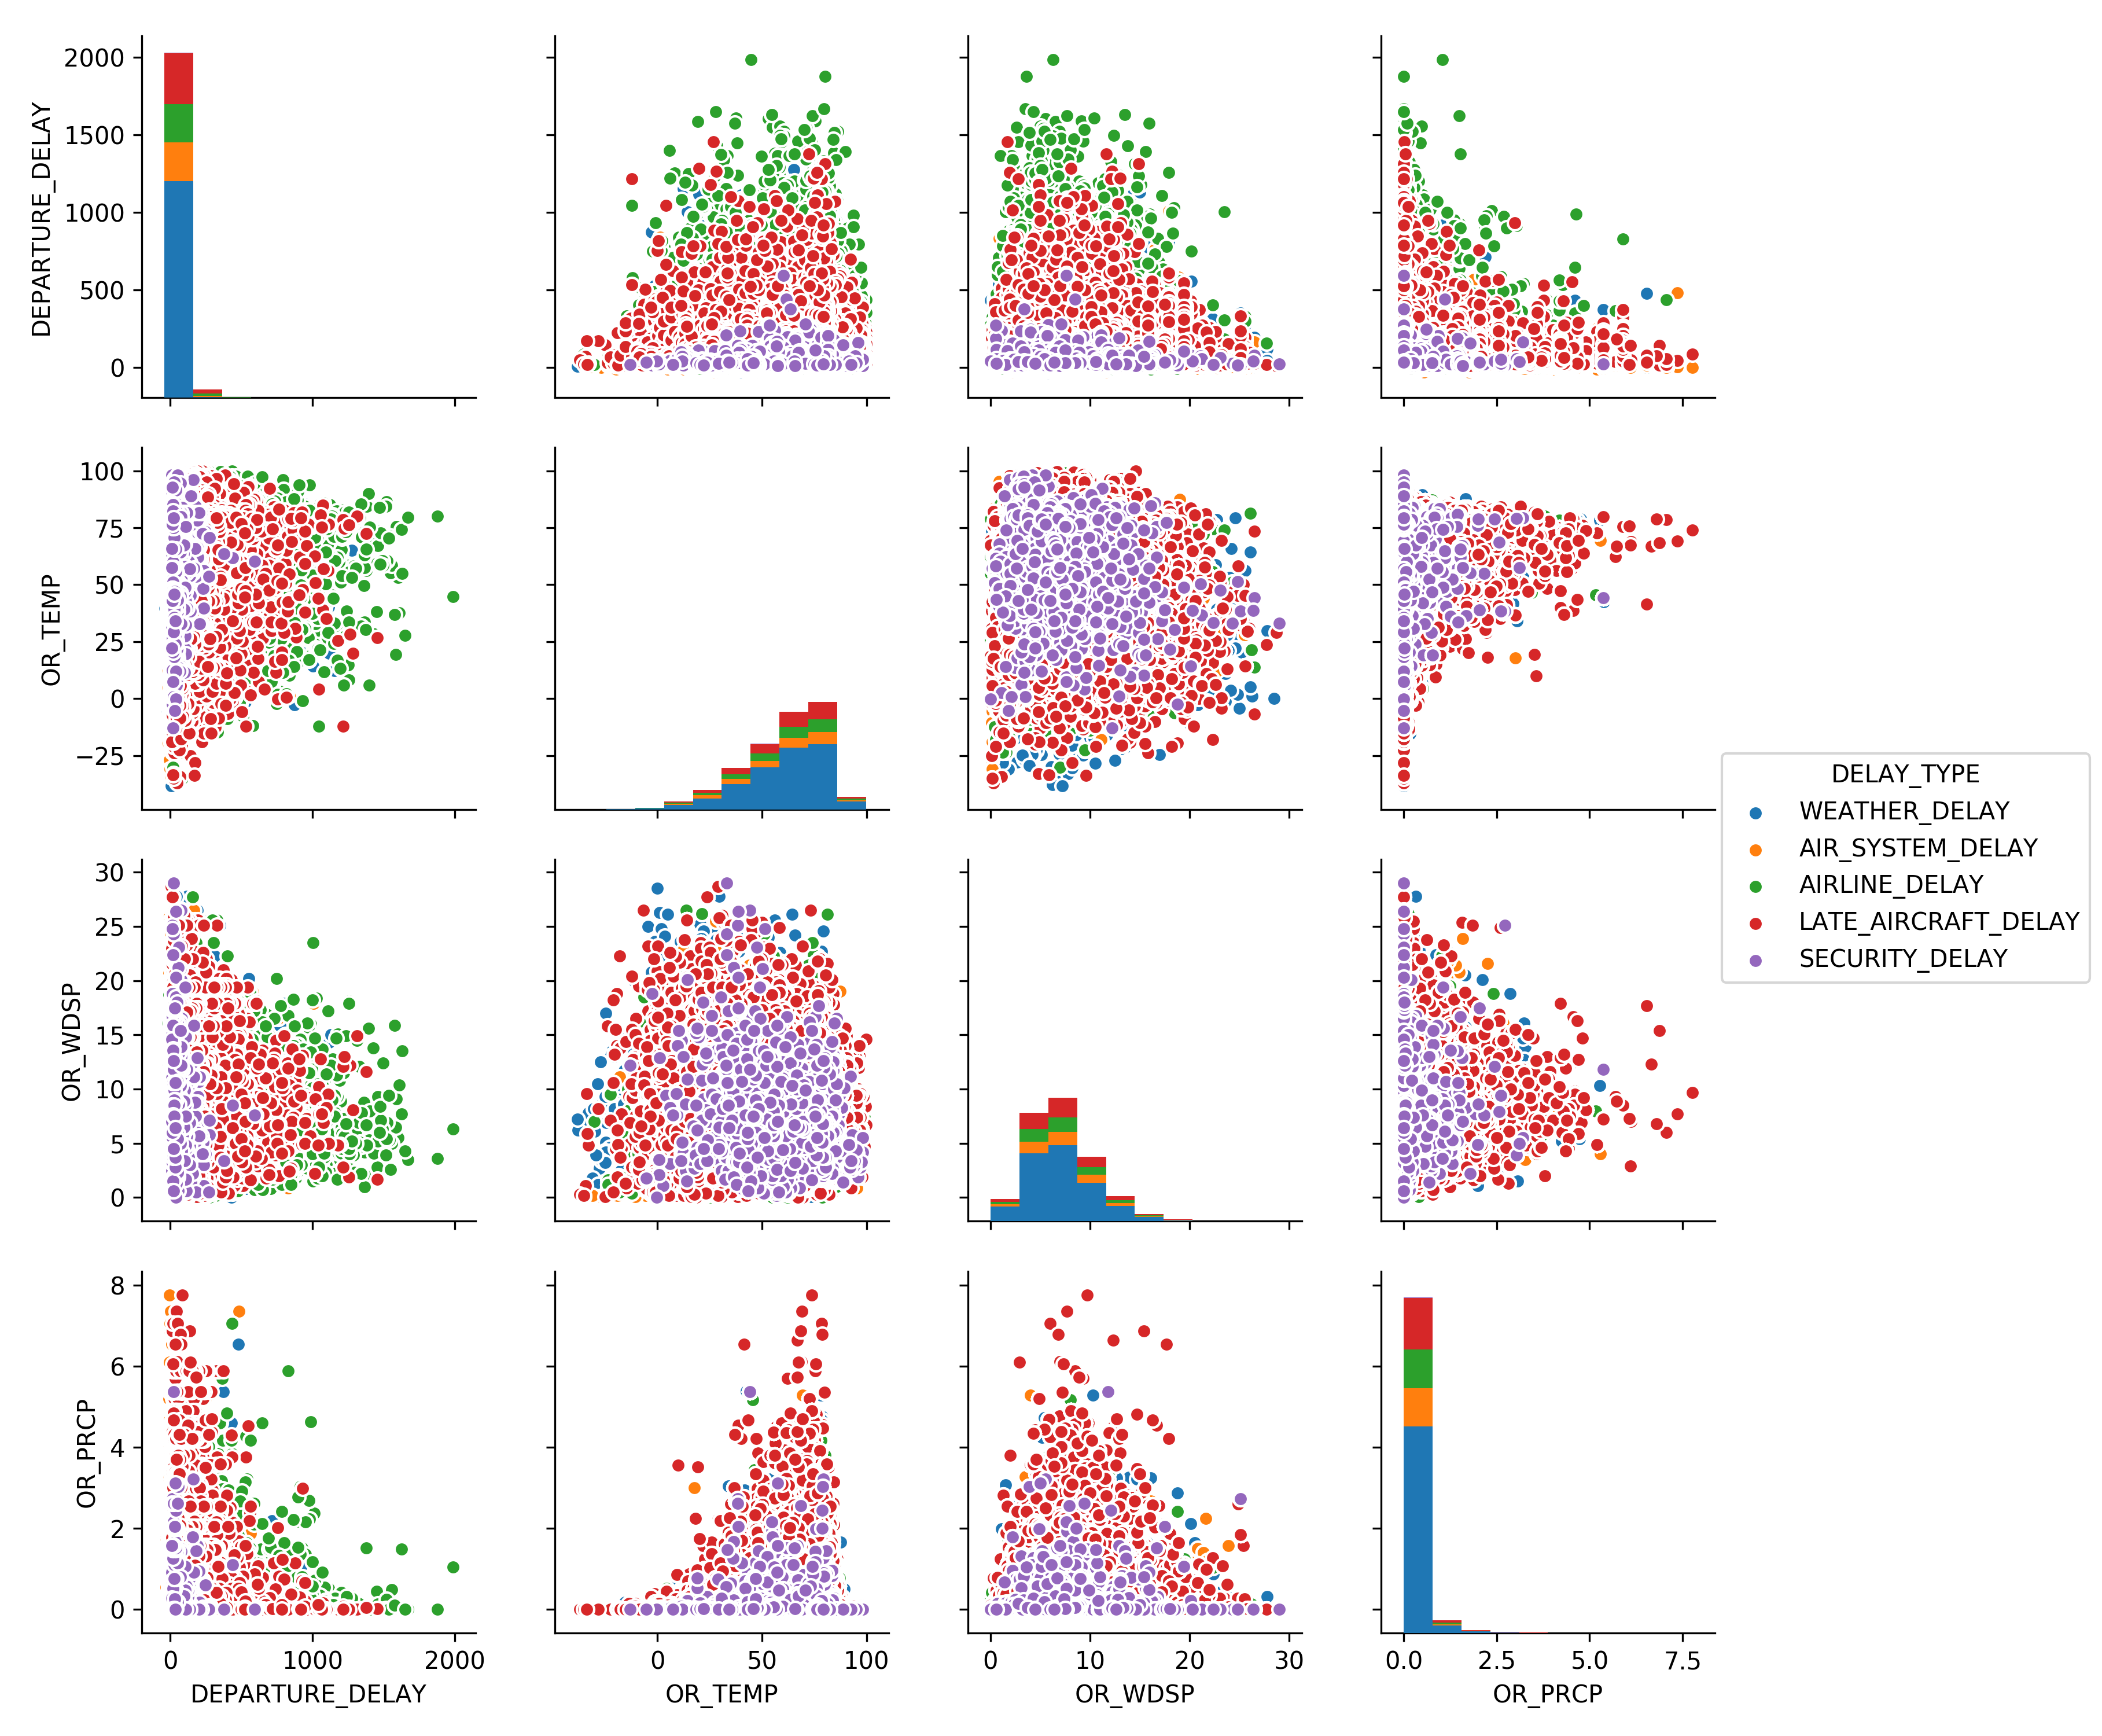 2000
1500
1000
500
0
DEPARTURE_DELAY
100
75
50
25
0
−25
OR_TEMP
DELAY_TYPE
WEATHER_DELAY
AIR_SYSTEM_DELAY
AIRLINE_DELAY
LATE_AIRCRAFT_DELAY
SECURITY_DELAY
30
25
20
15
10
5
0
OR_WDSP
8
6
4
2
0
OR_PRCP
0 1000 2000
0 50 100
0 10 20 30
0.0 2.5 5.0 7.5
DEPARTURE_DELAY
OR_TEMP
OR_WDSP
OR_PRCP